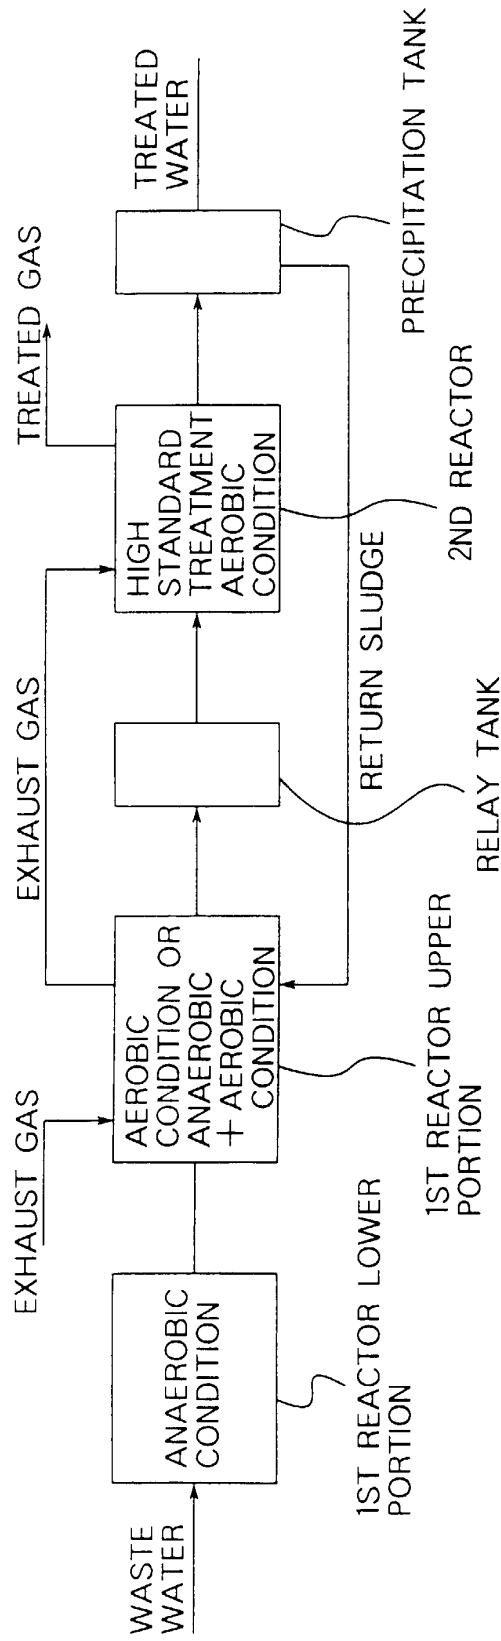 WASTE
WATER
ANAEROBIC
CONDITION
1ST REACTOR LOWER
PORTION
EXHAUST GAS
AEROBIC
CONDITION OR
ANAEROBIC
+ AEROBIC
CONDITION
1ST REACTOR UPPER
PORTION
EXHAUST GAS
RELAY TANK
RETURN SLUDGE
HIGH
STANDARD
TREATMENT
AEROBIC
CONDITION
2ND REACTOR
TREATED GAS
PRECIPITATION TANK
TREATED
WATER